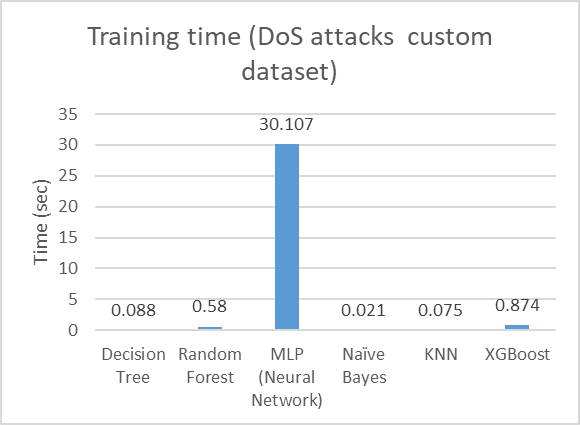 Training time (DoS attacks  custom
dataset)
35
30
25
20
15
10
5
0
Time (sec)
0.088
0.58
30.107
0.021
0.075
0.874
Decision
Tree
Random
Forest
MLP
(Neural
Network)
Naïve
Bayes
KNN
XGBoost